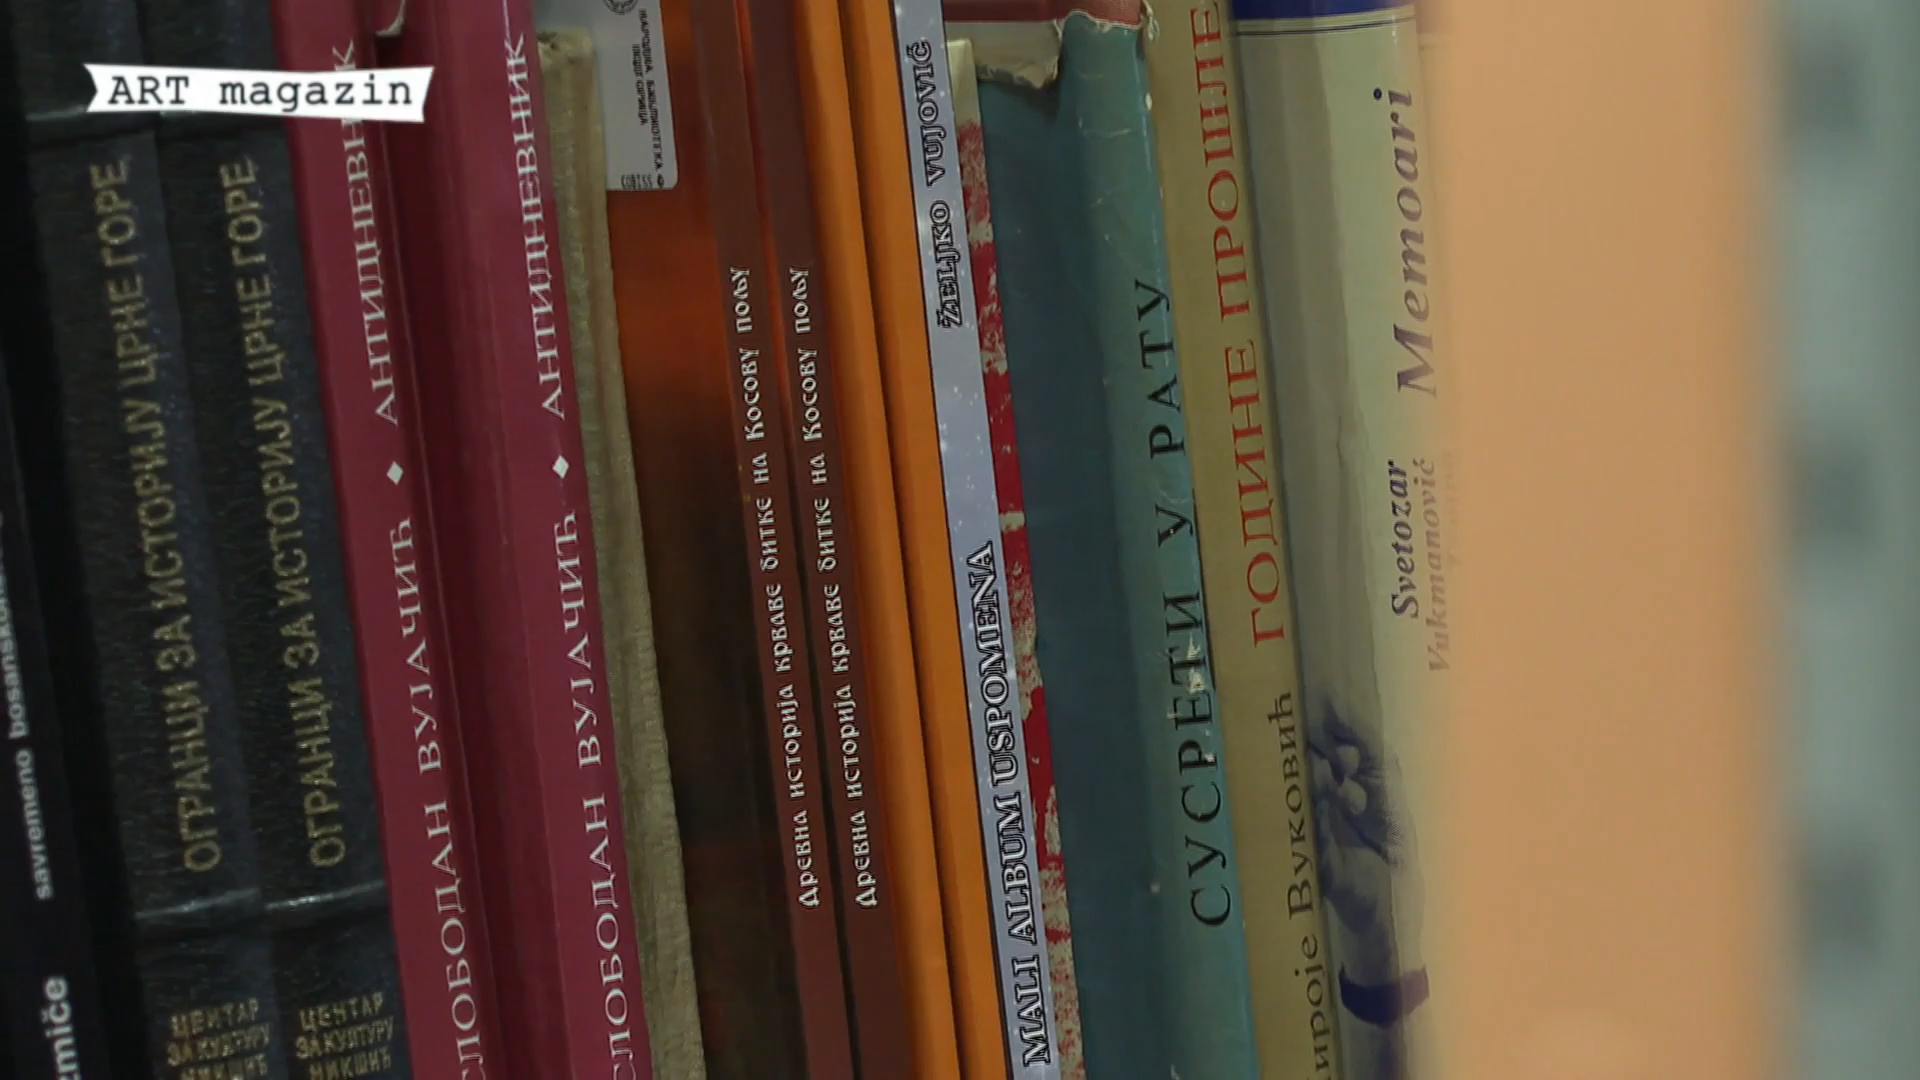 ART magazin
savremeno
ОГРАНЦИ ЗА ИСТОРИЈУ ЦРНЕ ГОРЕ
ЦЕНТАР
ЗА КУЛТУРУ
НИКШИЋ
ОГРАНЦИ ЗА ИСТОРИЈУ ЦРНЕ ГОРЕ
ЦЕНТАР
ЗА КУЛТУРУ
НИКШИЋ
СЛОБОДАН ВУЈАЧИЋ ♦ АНТИДНЕВНИК
СЛОБОДАН ВУЈАЧИЋ ♦ АНТИДНЕВНИК
COBISS
Древна историја крваве битке на Косову пољу
Древна историја крваве битке на Косову пољу
MALI ALBUM USPOMENA ŽELJKO VUJOVIČ
СУСРЕТИ У РАТУ
Вуковић ГОДИНЕ ПРОШЛЕ
Svetozar
Vukmanović
Memoari